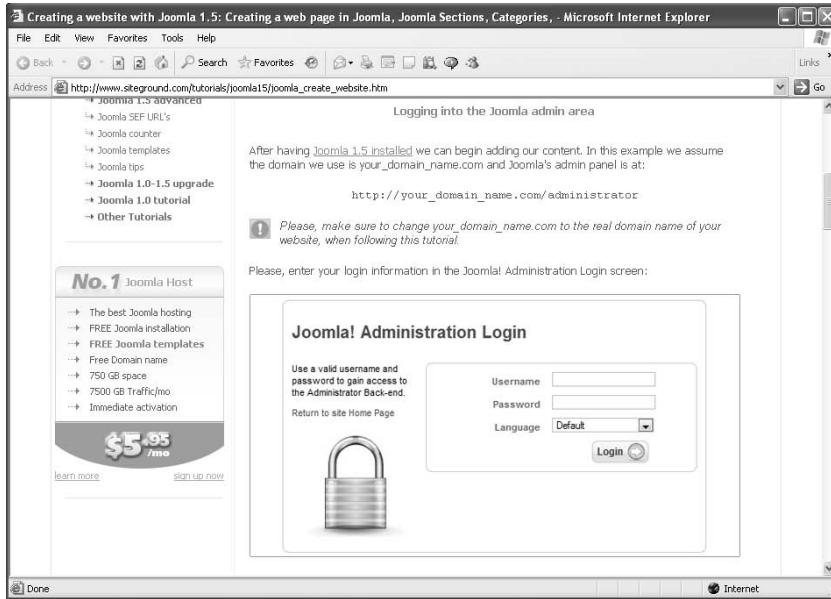 Creating a website with Joomla 1.5: Creating a web page in Joomla, Joomla Sections, Categories, - Microsoft Internet Explorer
File Edit View Favorites Tools Help
Back Search Favorites Links
Address http://www.siteground.com/tutorials/joomla15/joomla_create_website.htm Go
Joomla 1.5 advanced
Joomla SEF URL's
Joomla counter
Joomla templates
Joomla tips
Joomla 1.0-1.5 upgrade
Joomla 1.0 tutorial
Other Tutorials
No.1 Joomla Host
The best Joomla hosting
FREE Joomla installation
FREE Joomla templates
Free Domain name
750 GB space
7500 GB Traffic/mo
Immediate activation
$5.95
/mo
learn more sign up now
Logging into the Joomla admin area
After having Joomla 1.5 installed we can begin adding our content. In this example we assume
the domain we use is your_domain_name.com and Joomla's admin panel is at:
http://your_domain_name.com/administrator
Please, make sure to change your_domain_name.com to the real domain name of your
website, when following this tutorial.
Please, enter your login information in the Joomla! Administration Login screen:
Joomla! Administration Login
Use a valid username and
password to gain access to
the Administrator Back-end.
Return to site Home Page
Username
Password
Language Default
Login
Done Internet